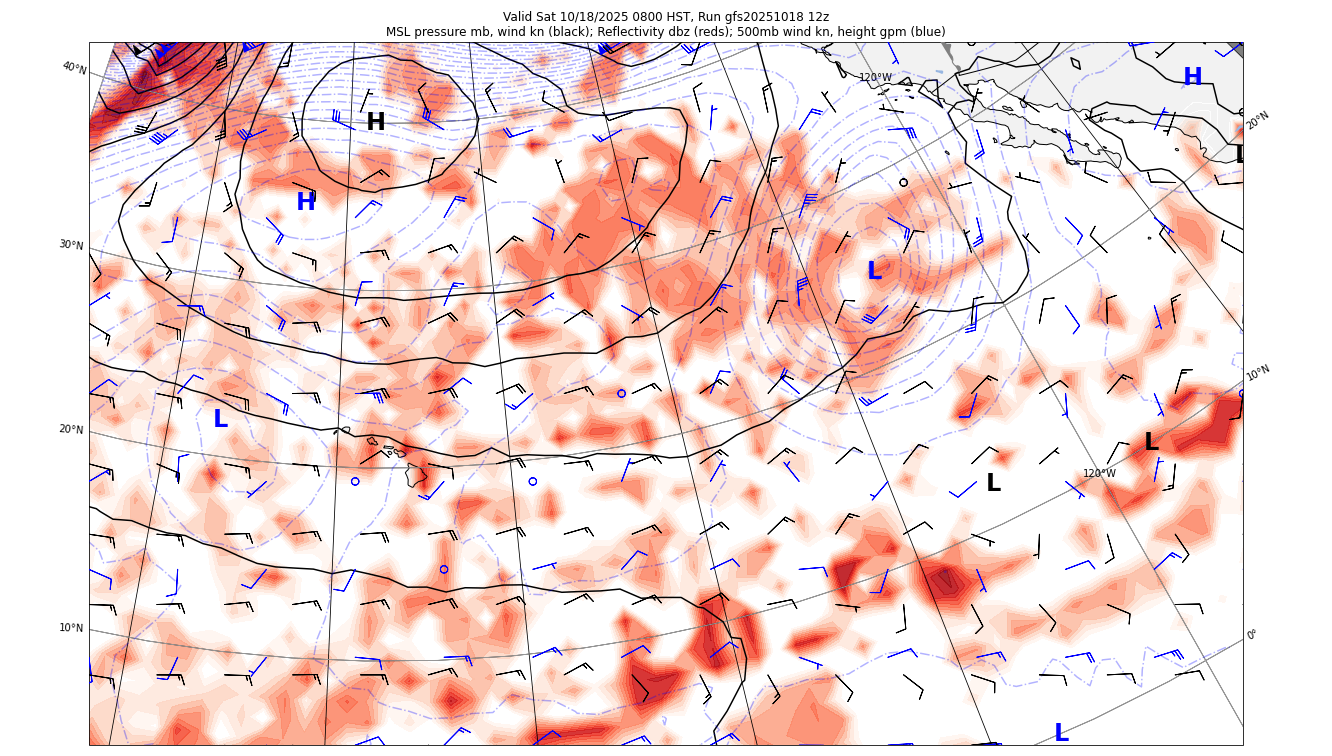 Valid Sat 10/18/2025 0800 HST, Run gfs20251018 12z
MSL pressure mb, wind kn (black); Reflectivity dbz (reds); 500mb wind kn, height gpm (blue)
40°N
120°W
H
20°N
H
L
H
30°N
L
10°N
L
20°N
L
120°W
L
10°N
0°
L